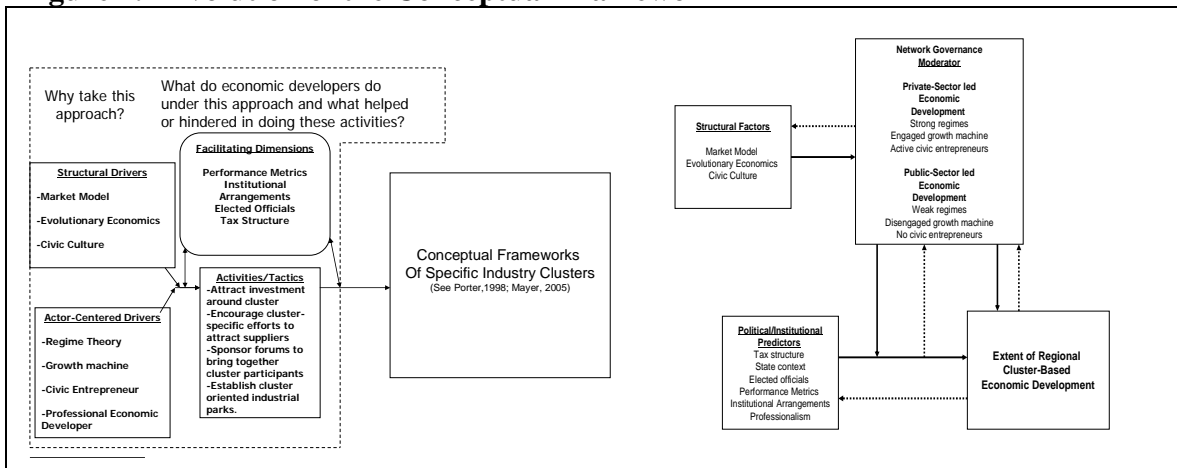 Why take this
approach?
What do economic developers do
under this approach and what helped
or hindered in doing these activities?
Facilitating Dimensions
Performance Metrics
Institutional
Arrangements
Elected Officials
Tax Structure
Structural Drivers
-Market Model
-Evolutionary Economics
-Civic Culture
Actor-Centered Drivers
-Regime Theory
-Growth machine
-Civic Entrepreneur
-Professional Economic
Developer
Activities/Tactics
-Attract investment
around cluster
-Encourage cluster-
specific efforts to
attract suppliers
-Sponsor forums to
bring together
cluster participants
-Establish cluster
oriented industrial
parks.
Conceptual Frameworks
Of Specific Industry Clusters
(See Porter,1998; Mayer, 2005)
Structural Factors
Market Model
Evolutionary Economics
Civic Culture
Network Governance
Moderator
Private-Sector led
Economic
Development
Strong regimes
Engaged growth machine
Active civic entrepreneurs
Public-Sector led
Economic
Development
Weak regimes
Disengaged growth machine
No civic entrepreneurs
Political/Institutional
Predictors
Tax structure
State context
Elected officials
Performance Metrics
Institutional Arrangements
Professionalism
Extent of Regional
Cluster-Based
Economic Development